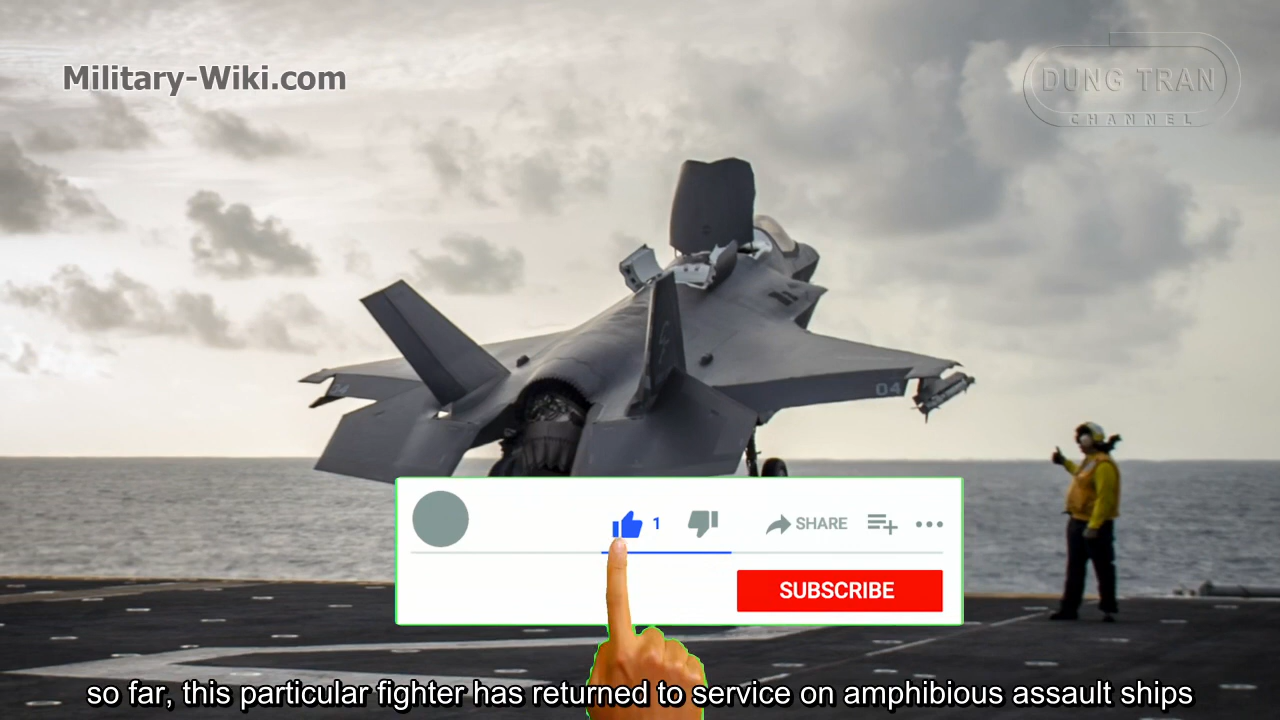 Military-Wiki.com
DUNG TRAN
CHANNEL
04
04
1
SHARE
SUBSCRIBE
so far, this particular fighter has returned to service on amphibious assault ships